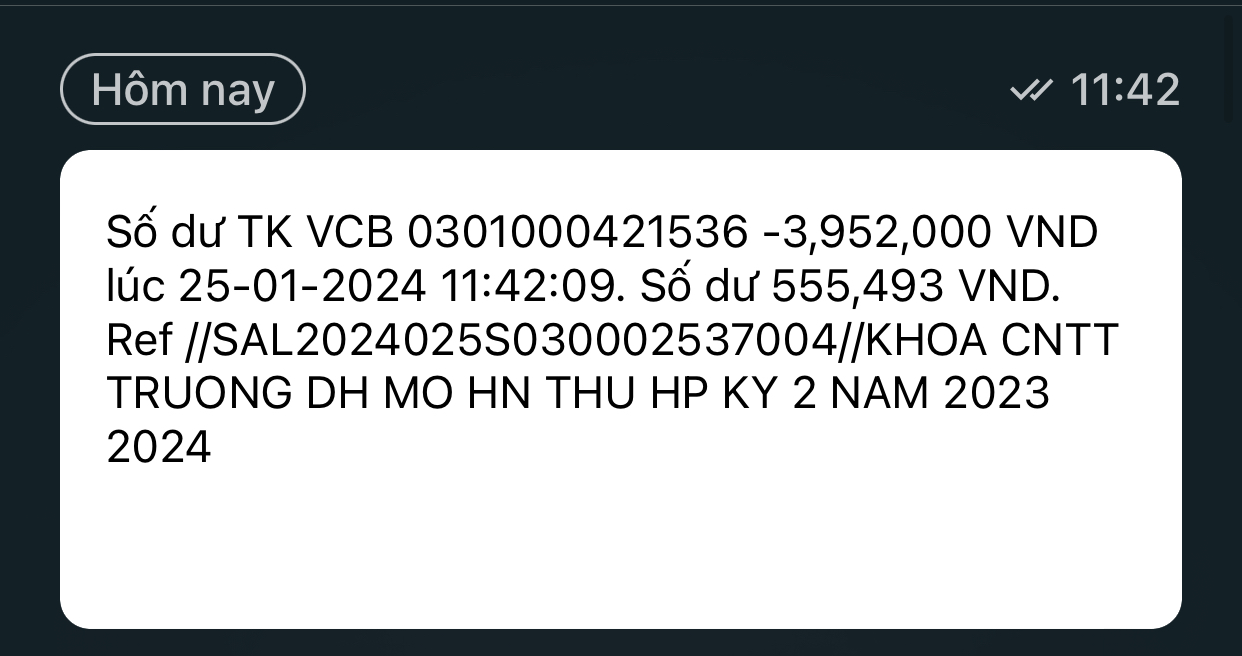 Hôm nay
11:42
Số dư TK VCB 0301000421536 -3,952,000 VND
lúc 25-01-2024 11:42:09. Số dư 555,493 VND.
Ref //SAL2024025S030002537004//KHOA CNTT
TRUONG DH MO HN THU HP KY 2 NAM 2023
2024